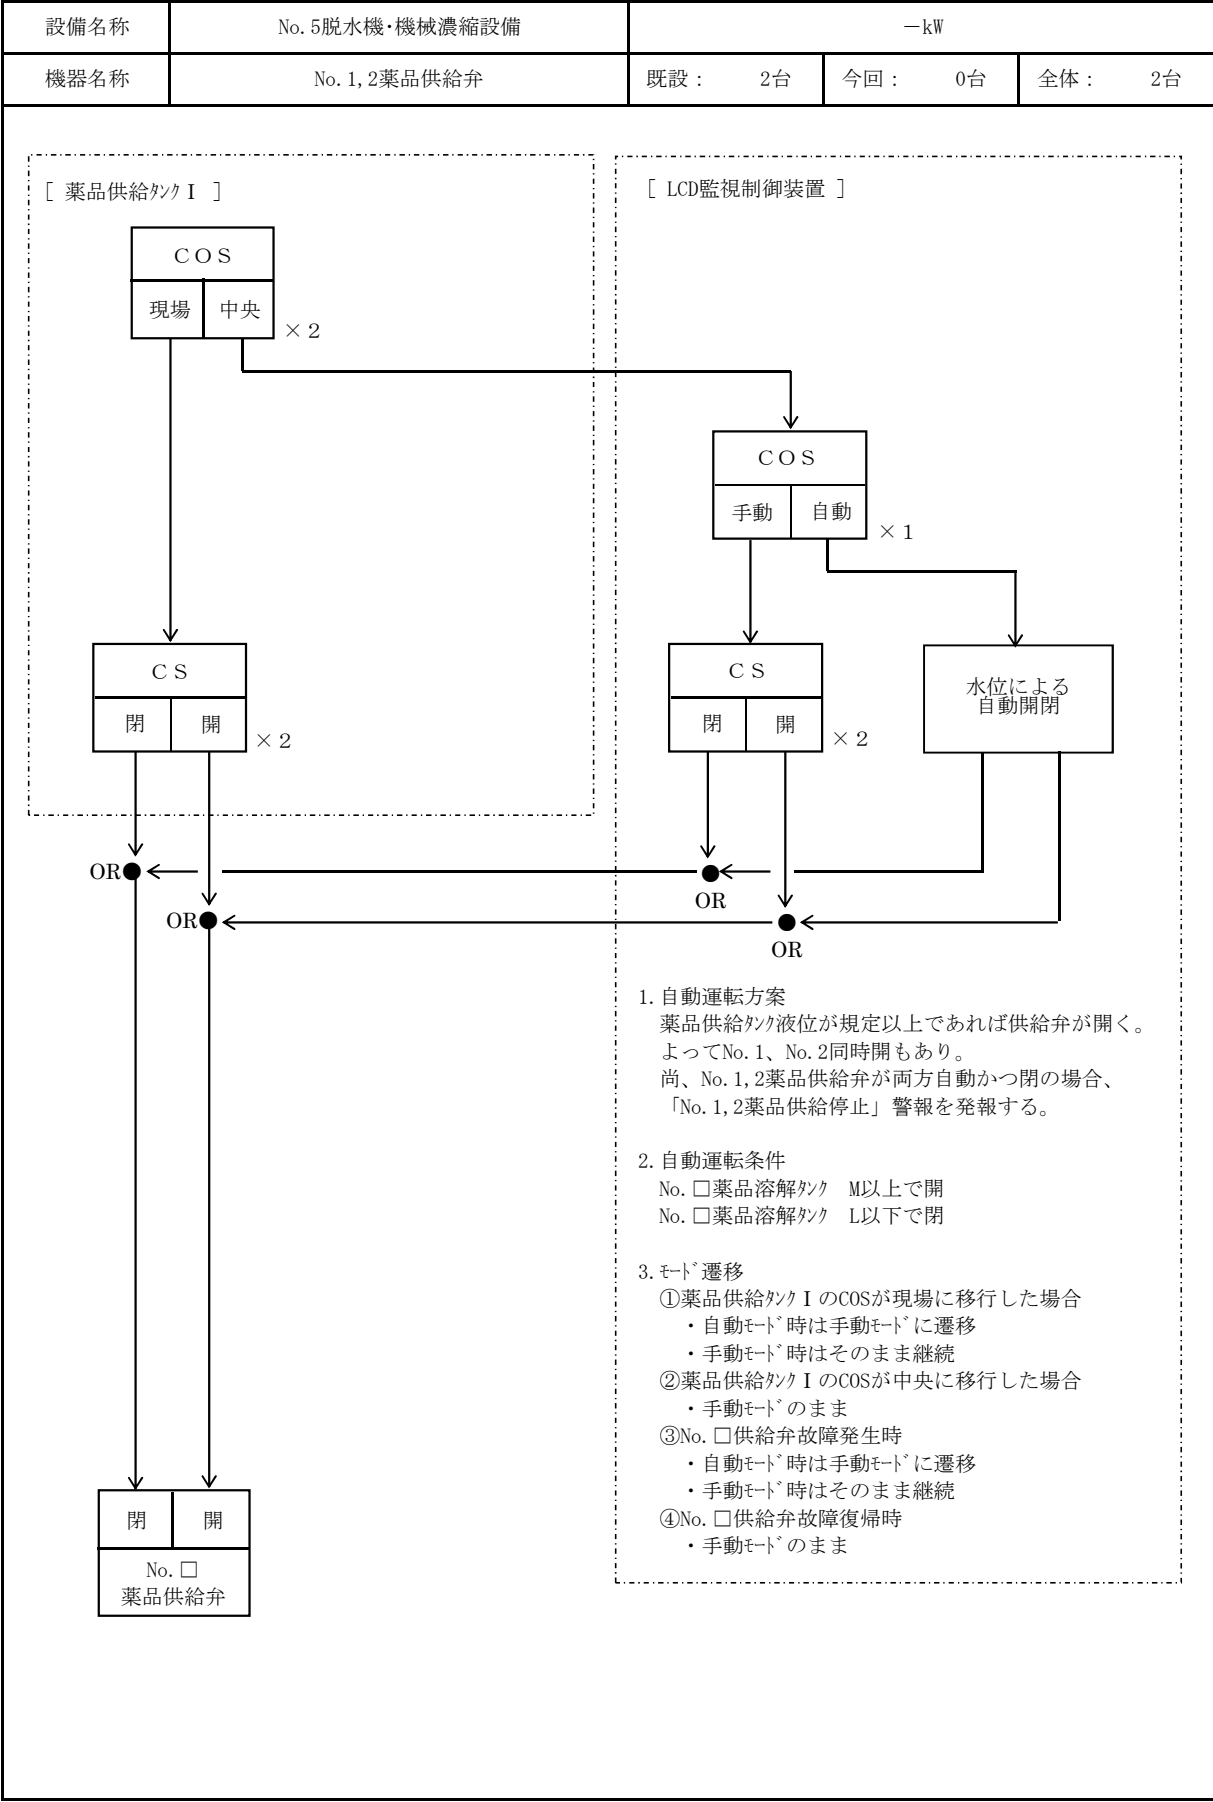 設備名称 No.5脱水機･機械濃縮設備 －kW
機器名称 No.1,2薬品供給弁 既設： 2台 今回： 0台 全体： 2台
[ 薬品供給ﾀﾝｸⅠ ]
[ LCD監視制御装置 ]
ＣＯＳ
現場 中央
×２
ＣＯＳ
手動 自動
×１
ＣＳ
閉 開
×２
ＣＳ
閉 開
×２
水位による
自動開閉
OR
OR
OR
OR
1.自動運転方案
薬品供給ﾀﾝｸ液位が規定以上であれば供給弁が開く。
よってNo.1、No.2同時開もあり。
尚、No.1,2薬品供給弁が両方自動かつ閉の場合、
「No.1,2薬品供給停止」警報を発報する。
2.自動運転条件
No.□薬品溶解ﾀﾝｸ　M以上で開
No.□薬品溶解ﾀﾝｸ　L以下で閉
3.ﾓｰﾄﾞ遷移
①薬品供給ﾀﾝｸⅠのCOSが現場に移行した場合
・自動ﾓｰﾄﾞ時は手動ﾓｰﾄﾞに遷移
・手動ﾓｰﾄﾞ時はそのまま継続
②薬品供給ﾀﾝｸⅠのCOSが中央に移行した場合
・手動ﾓｰﾄﾞのまま
③No.□供給弁故障発生時
・自動ﾓｰﾄﾞ時は手動ﾓｰﾄﾞに遷移
・手動ﾓｰﾄﾞ時はそのまま継続
④No.□供給弁故障復帰時
・手動ﾓｰﾄﾞのまま
閉 開
No.□
薬品供給弁